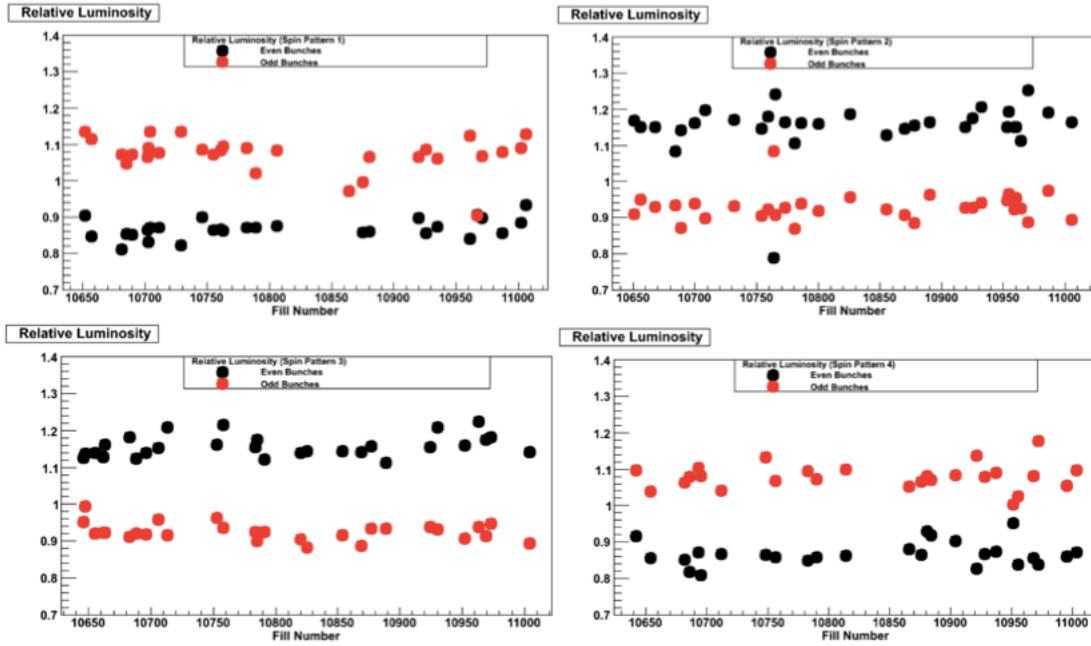 Relative Luminosity
Relative Luminosity (Spin Pattern 1)
Even Bunches
Odd Bunches
1.4
1.3
1.2
1.1
1
0.9
0.8
0.7
10650 10700 10750 10800 10850 10900 10950 11000
Fill Number
Relative Luminosity
Relative Luminosity (Spin Pattern 2)
Even Bunches
Odd Bunches
1.4
1.3
1.2
1.1
1
0.9
0.8
0.7
10650 10700 10750 10800 10850 10900 10950 11000
Fill Number
Relative Luminosity
Relative Luminosity (Spin Pattern 3)
Even Bunches
Odd Bunches
1.4
1.3
1.2
1.1
1
0.9
0.8
0.7
10650 10700 10750 10800 10850 10900 10950 11000
Fill Number
Relative Luminosity
Relative Luminosity (Spin Pattern 4)
Even Bunches
Odd Bunches
1.4
1.3
1.2
1.1
1
0.9
0.8
0.7
10650 10700 10750 10800 10850 10900 10950 11000
Fill Number